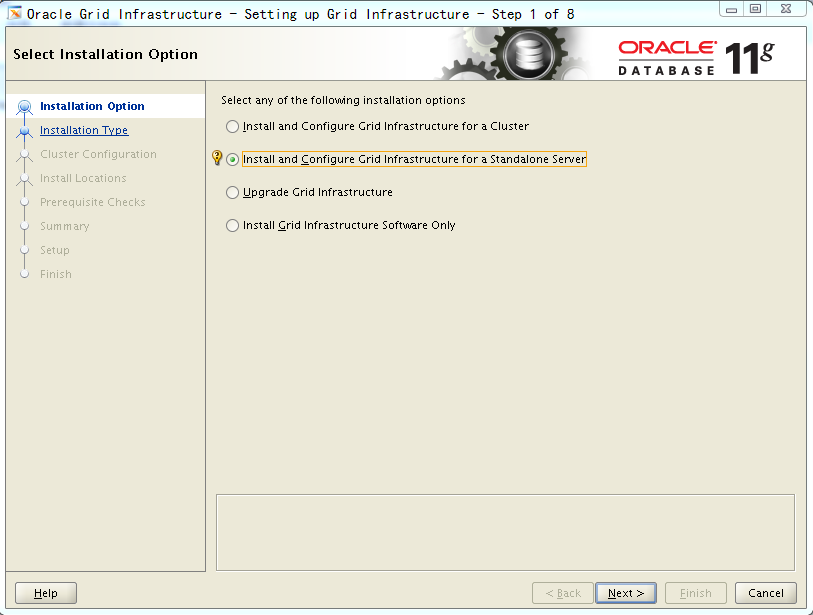 Oracle Grid Infrastructure - Setting up Grid Infrastructure - Step 1 of 8
Select Installation Option
ORACLE
DATABASE 11g
Installation Option
Installation Type
Cluster Configuration
Install Locations
Prerequisite Checks
Summary
Setup
Finish
Select any of the following installation options
Install and Configure Grid Infrastructure for a Cluster
Install and Configure Grid Infrastructure for a Standalone Server
Upgrade Grid Infrastructure
Install Grid Infrastructure Software Only
Help
< Back
Next >
Finish
Cancel